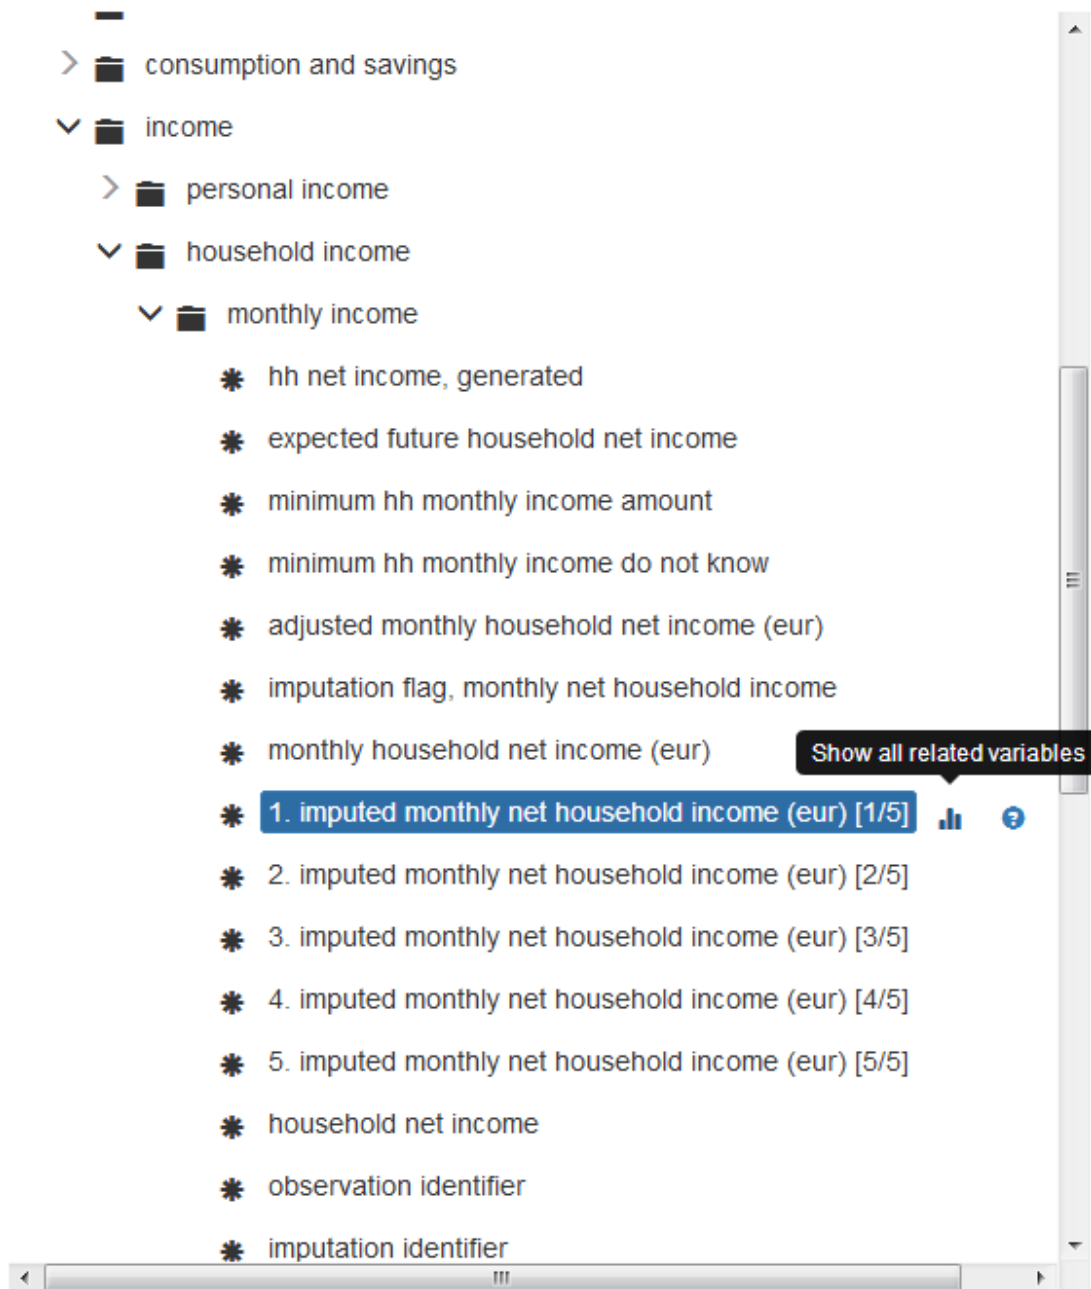 consumption and savings
income
personal income
household income
monthly income
hh net income, generated
expected future household net income
minimum hh monthly income amount
minimum hh monthly income do not know
adjusted monthly household net income (eur)
imputation flag, monthly net household income
monthly household net income (eur)
Show all related variables
1. imputed monthly net household income (eur) [1/5]
2. imputed monthly net household income (eur) [2/5]
3. imputed monthly net household income (eur) [3/5]
4. imputed monthly net household income (eur) [4/5]
5. imputed monthly net household income (eur) [5/5]
household net income
observation identifier
imputation identifier